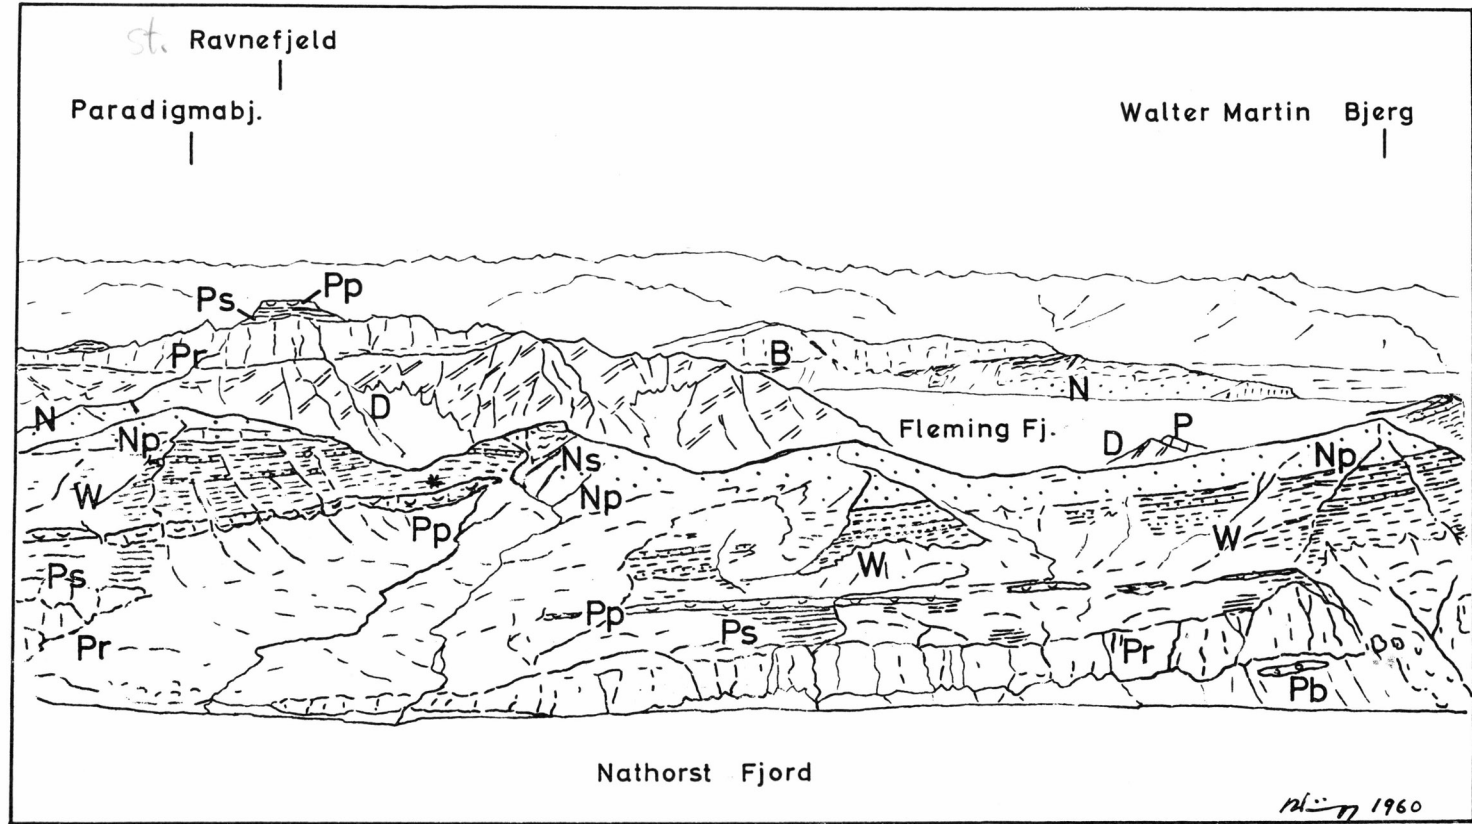 st. Ravnefjeld
Paradigmabj.
Walter Martin Bjerg
Ps
Pp
Pr
B
N
N
D
Fleming Fj.
D
P
Np
Ns
Np
Np
W
*
Pp
W
W
Ps
Pp
Ps
Pr
Pr
Pb
Nathorst Fjord
1960